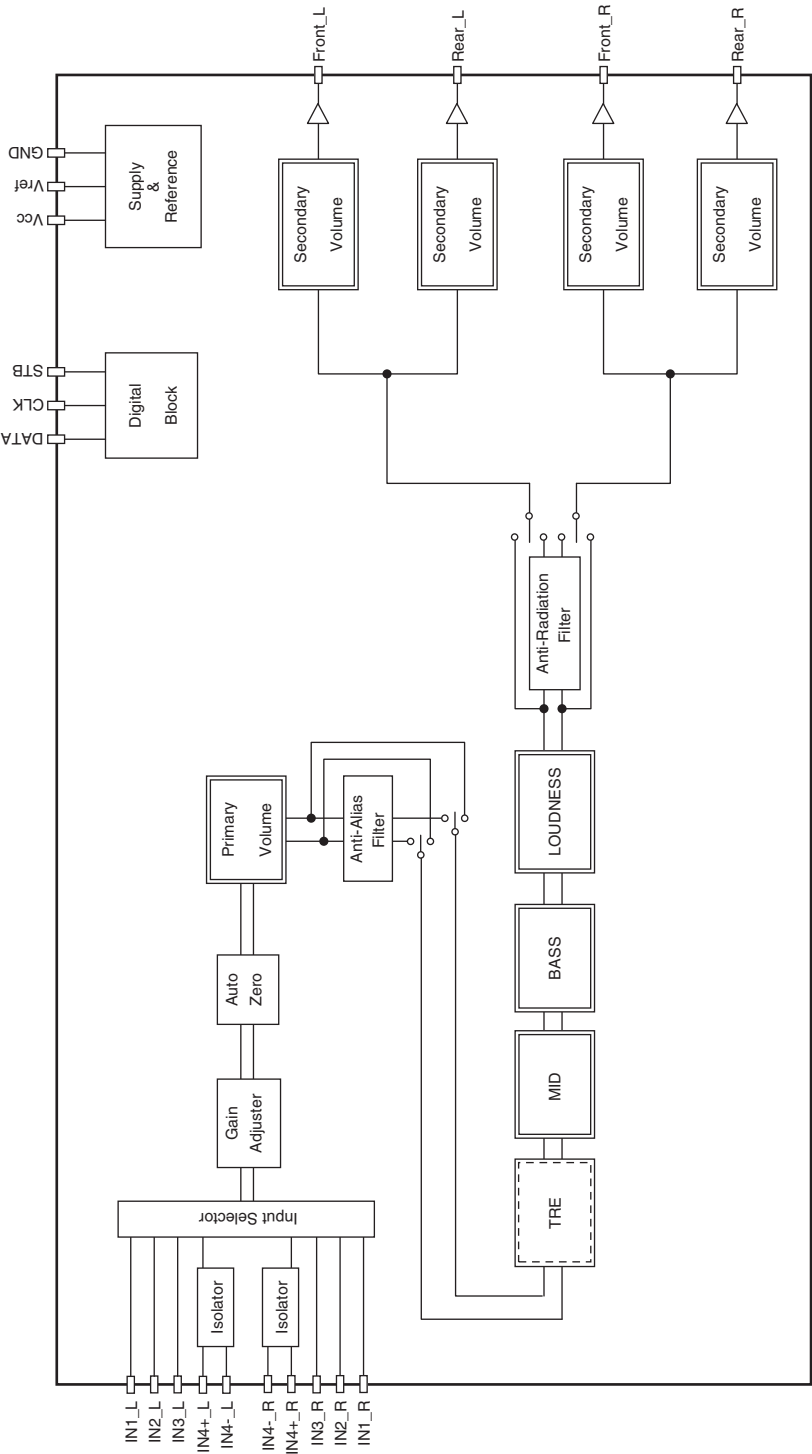 Front_L
Rear_L
Front_R
Rear_R
GND
Vref
Vcc
Supply
&
Reference
Secondary
Volume
Secondary
Volume
Secondary
Volume
Secondary
Volume
STB
CLK
DATA
Digital
Block
Anti-Radiation
Filter
Primary
Volume
Anti-Alias
Filter
LOUDNESS
Auto
Zero
BASS
MID
Gain
Adjuster
TRE
Input Selector
Isolator
Isolator
IN1_L
IN2_L
IN3_L
IN4+_L
IN4-_L
IN4-_R
IN4+_R
IN3_R
IN2_R
IN1_R